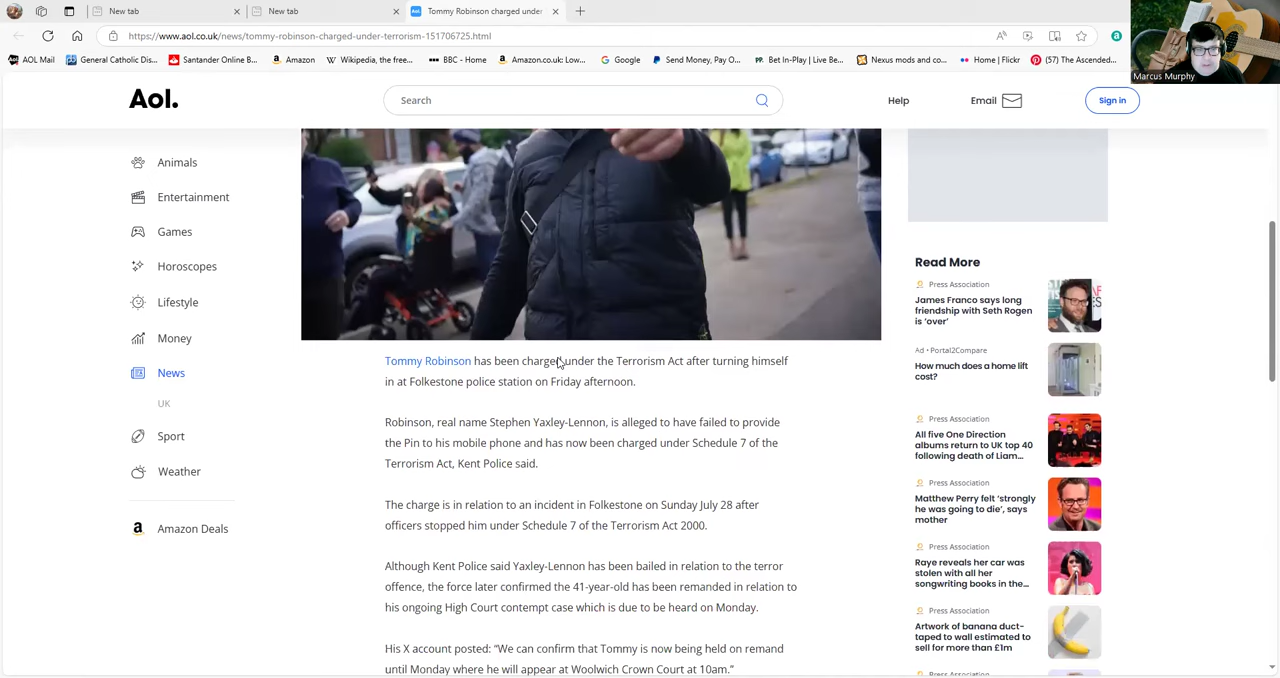 New tab
New tab
Tommy Robinson charged under
https://www.aol.co.uk/news/tommy-robinson-charged-under-terrorism-151706725.html
AOL Mail
General Catholic Dis...
Santander Online B...
Amazon
Wikipedia, the free...
BBC - Home
Amazon.co.uk: Low...
Google
Send Money, Pay O...
Bet In-Play | Live Be...
Nexus mods and co...
Home | Flickr
(57) The Ascended...
Marcus Murphy
Aol.
Search
Help
Email
Sign in
Animals
Entertainment
Games
Horoscopes
Lifestyle
Money
News
UK
Sport
Weather
Amazon Deals
Tommy Robinson has been charged under the Terrorism Act after turning himself
in at Folkestone police station on Friday afternoon.
Robinson, real name Stephen Yaxley-Lennon, is alleged to have failed to provide
the Pin to his mobile phone and has now been charged under Schedule 7 of the
Terrorism Act, Kent Police said.
The charge is in relation to an incident in Folkestone on Sunday July 28 after
officers stopped him under Schedule 7 of the Terrorism Act 2000.
Although Kent Police said Yaxley-Lennon has been bailed in relation to the terror
offence, the force later confirmed the 41-year-old has been remanded in relation to
his ongoing High Court contempt case which is due to be heard on Monday.
His X account posted: “We can confirm that Tommy is now being held on remand
until Monday where he will appear at Woolwich Crown Court at 10am.”
Read More
Press Association
James Franco says long
friendship with Seth Rogen
is ‘over’
Ad • Portal2Compare
How much does a home lift
cost?
Press Association
All five One Direction
albums return to UK top 40
following death of Liam...
Press Association
Matthew Perry felt ‘strongly
he was going to die’, says
mother
Press Association
Raye reveals her car was
stolen with all her
songwriting books in the...
Press Association
Artwork of banana duct-
taped to wall estimated to
sell for more than £1m
Press Association